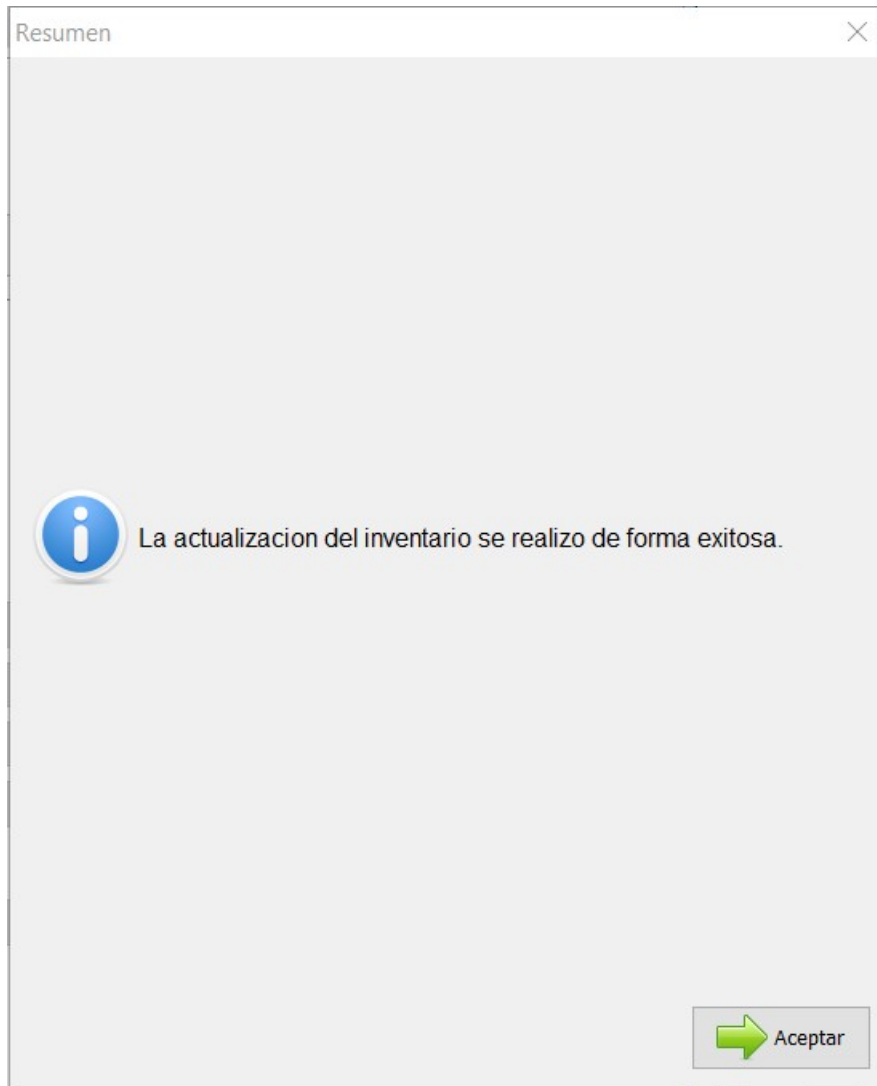 Resumen
La actualizacion del inventario se realizo de forma exitosa.
Aceptar